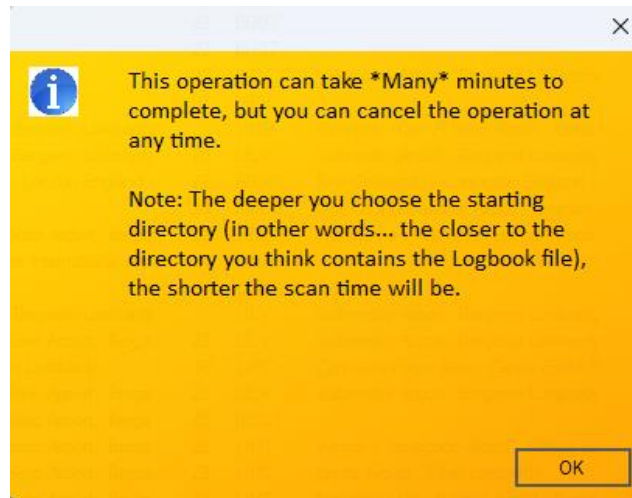 This operation can take *Many* minutes to
complete, but you can cancel the operation at
any time.
Note: The deeper you choose the starting
directory (in other words... the closer to the
directory you think contains the Logbook file),
the shorter the scan time will be.
OK